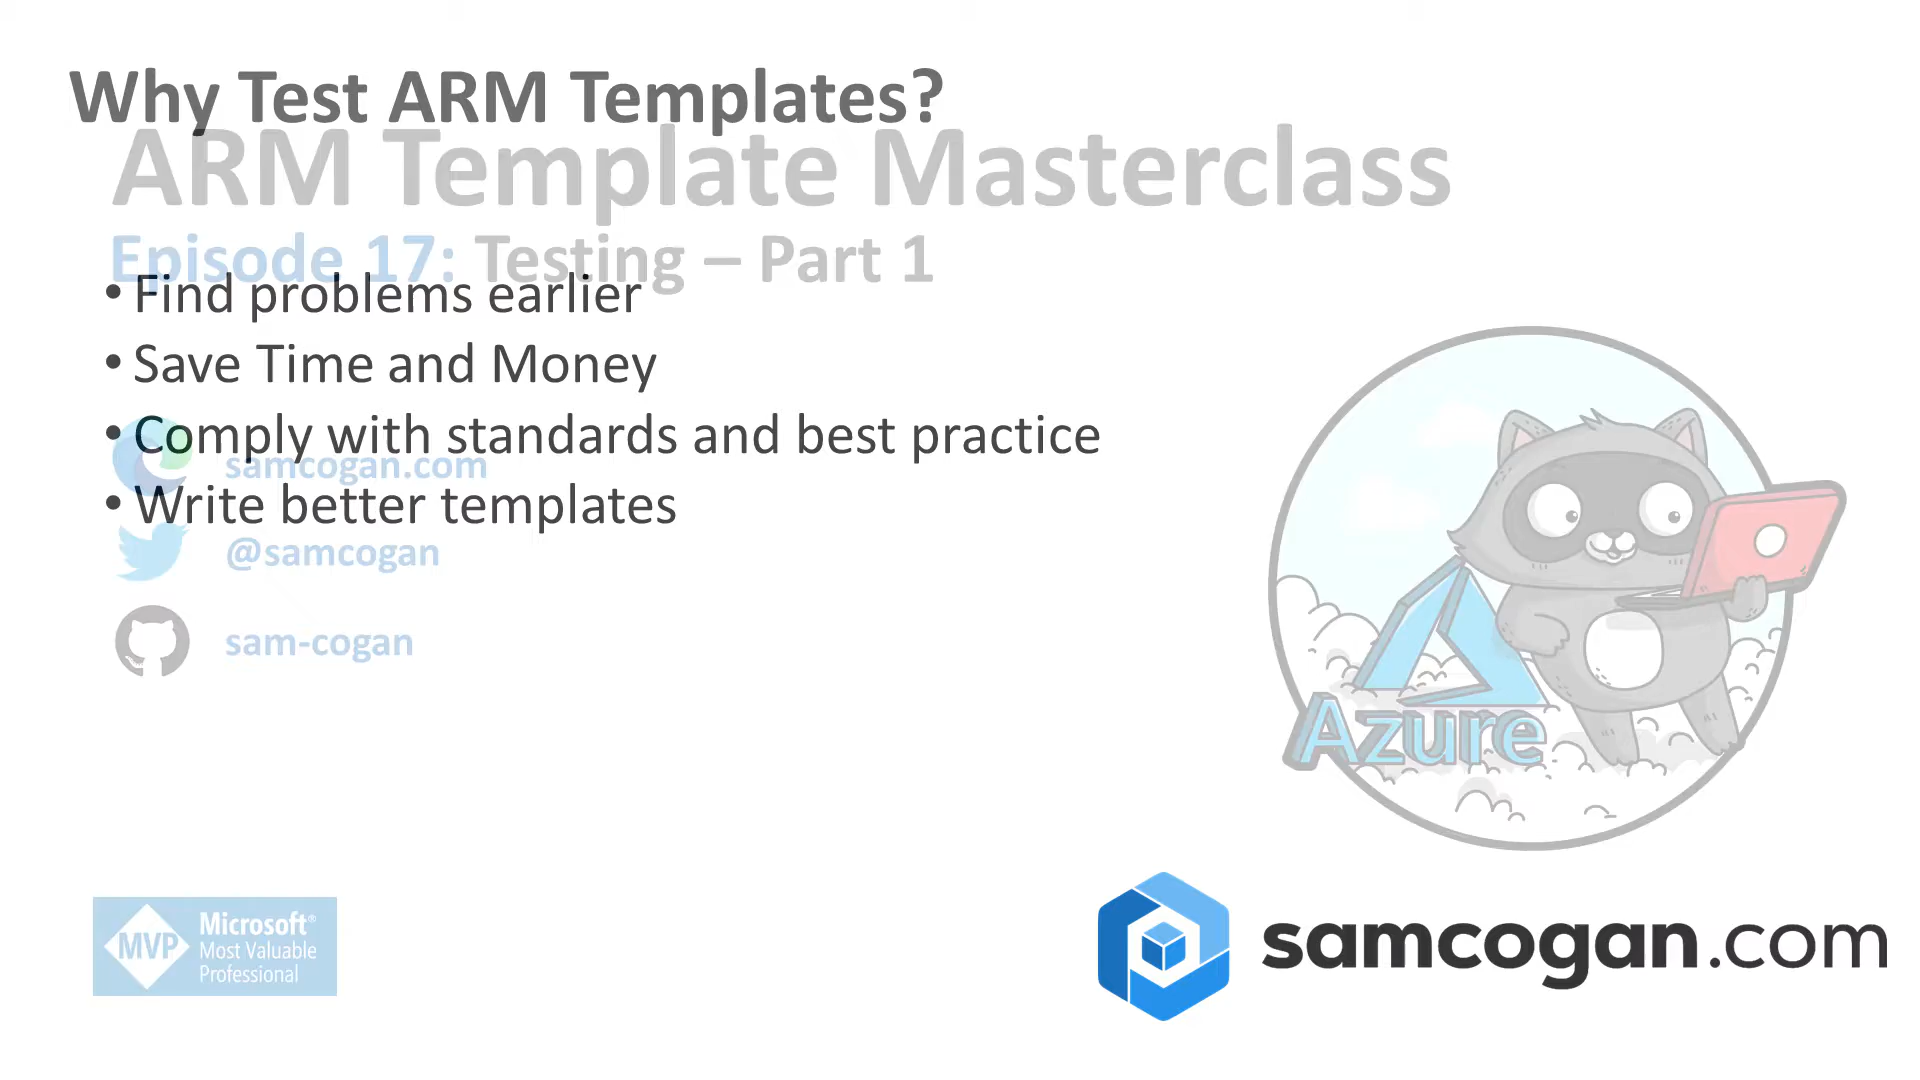 Why Test ARM Templates?
ARM Template Masterclass
Episode 17: Testing – Part 1
• Find problems earlier
• Save Time and Money
• Comply with standards and best practice
samcogan.com
• Write better templates
@samcogan
sam-cogan
Azure
MVP
Microsoft®
Most Valuable
Professional
samcogan.com